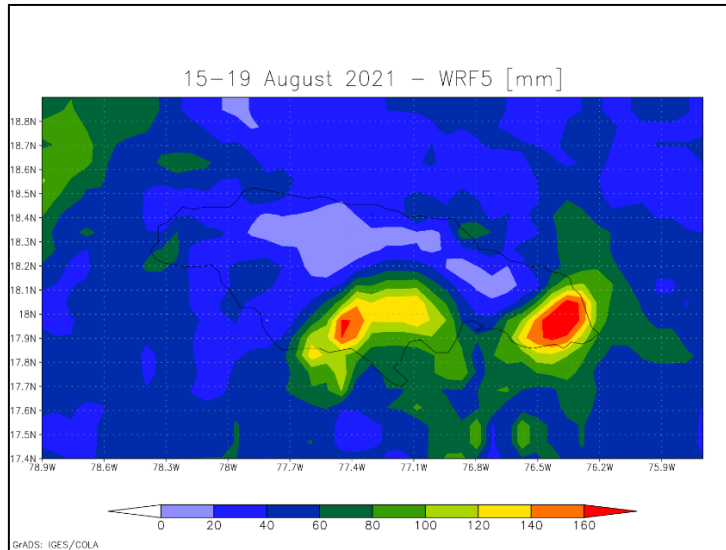 15-19 August 2021 - WRF5 [mm]
18.8N
18.7N
18.6N
18.5N
18.4N
18.3N
18.2N
18.1N
18N
17.9N
17.8N
17.7N
17.6N
17.5N
17.4N
78.9W 78.6W 78.3W 78W 77.7W 77.4W 77.1W 76.8W 76.5W 76.2W 75.9W
0 20 40 60 80 100 120 140 160
GrADS: IGES/COLA